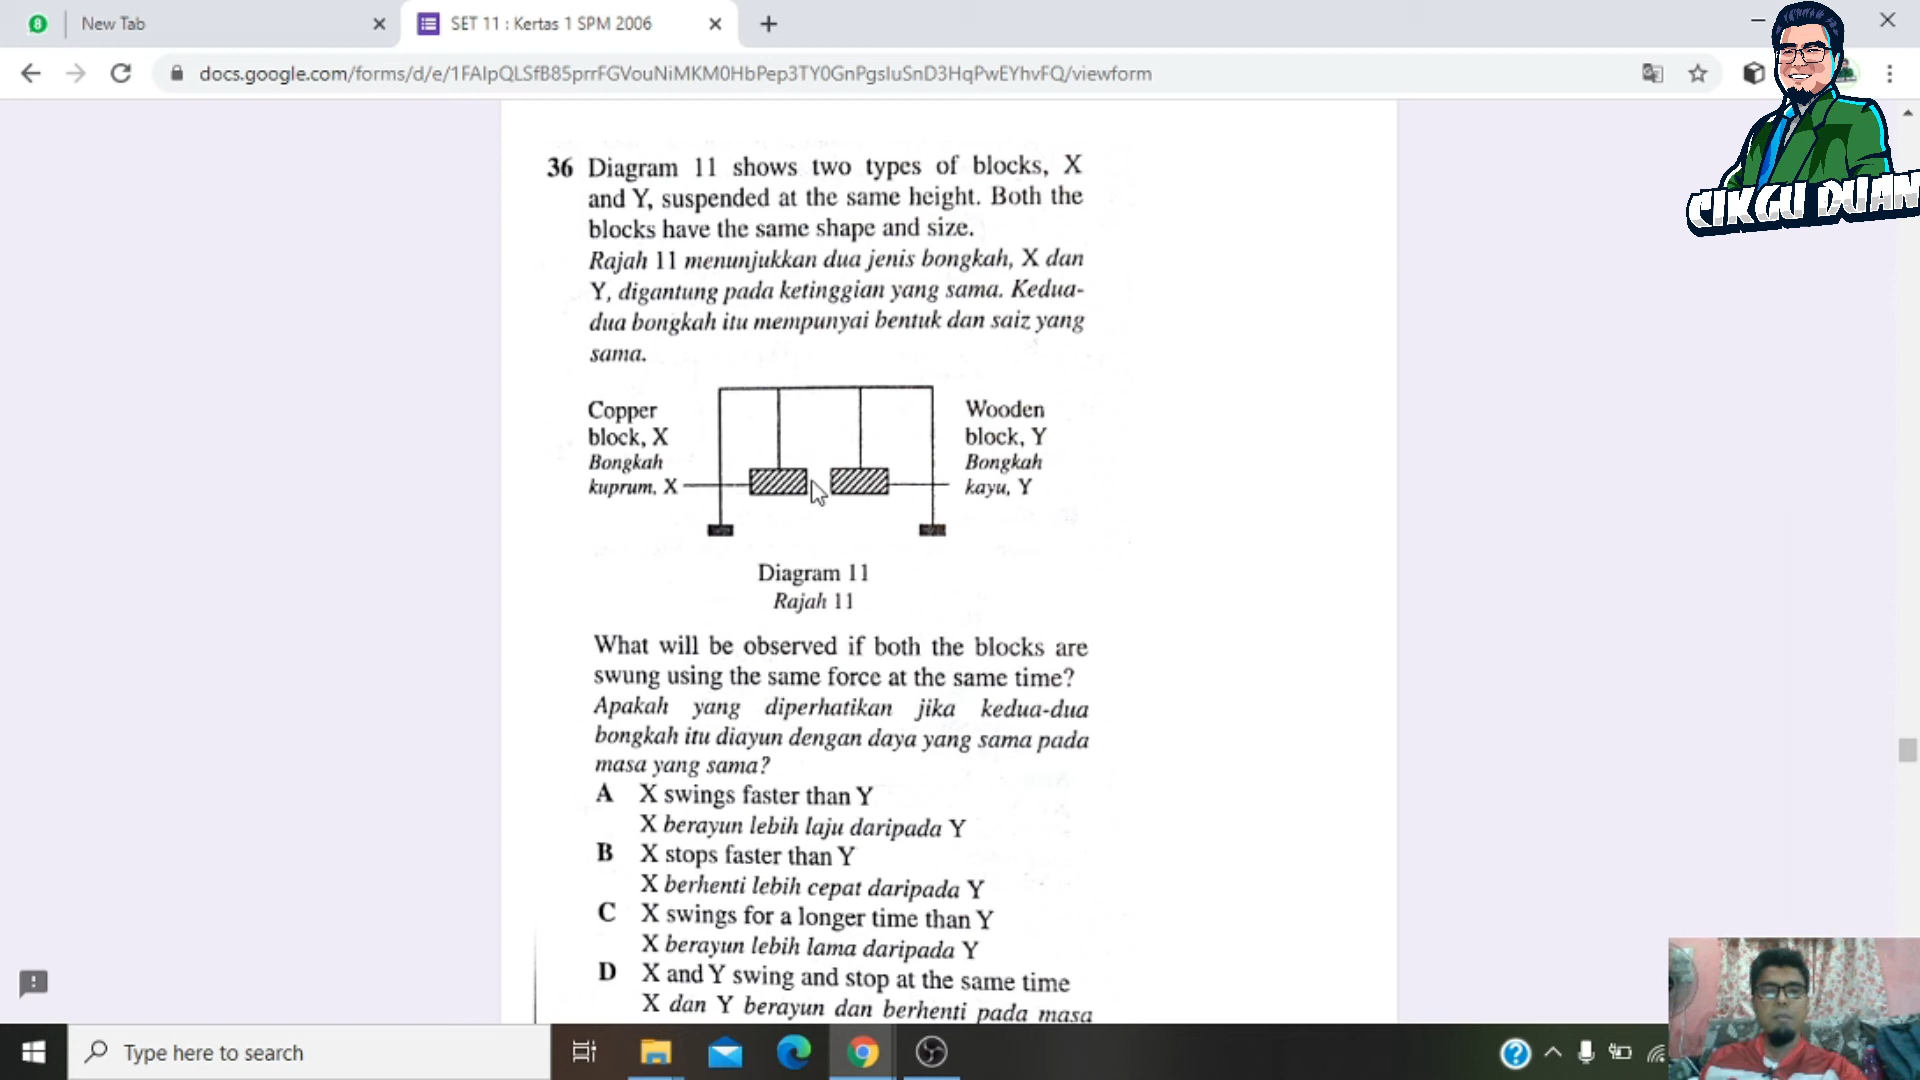 New Tab
SET 11 : Kertas 1 SPM 2006
docs.google.com/forms/d/e/1FAIpQLSfB85prrFGVouNiMKM0HbPep3TY0GnPgsIuSnD3HqPwEYhvFQ/viewform
CIKGU DUAN
36 Diagram 11 shows two types of blocks, X
and Y, suspended at the same height. Both the
blocks have the same shape and size.
Rajah 11 menunjukkan dua jenis bongkah, X dan
Y, digantung pada ketinggian yang sama. Kedua-
dua bongkah itu mempunyai bentuk dan saiz yang
sama.
Copper
block, X
Bongkah
kuprum, X
Wooden
block, Y
Bongkah
kayu, Y
Diagram 11
Rajah 11
What will be observed if both the blocks are
swung using the same force at the same time?
Apakah yang diperhatikan jika kedua-dua
bongkah itu diayun dengan daya yang sama pada
masa yang sama?
A X swings faster than Y
X berayun lebih laju daripada Y
B X stops faster than Y
X berhenti lebih cepat daripada Y
C X swings for a longer time than Y
X berayun lebih lama daripada Y
D X and Y swing and stop at the same time
X dan Y berayun dan berhenti pada masa
Type here to search